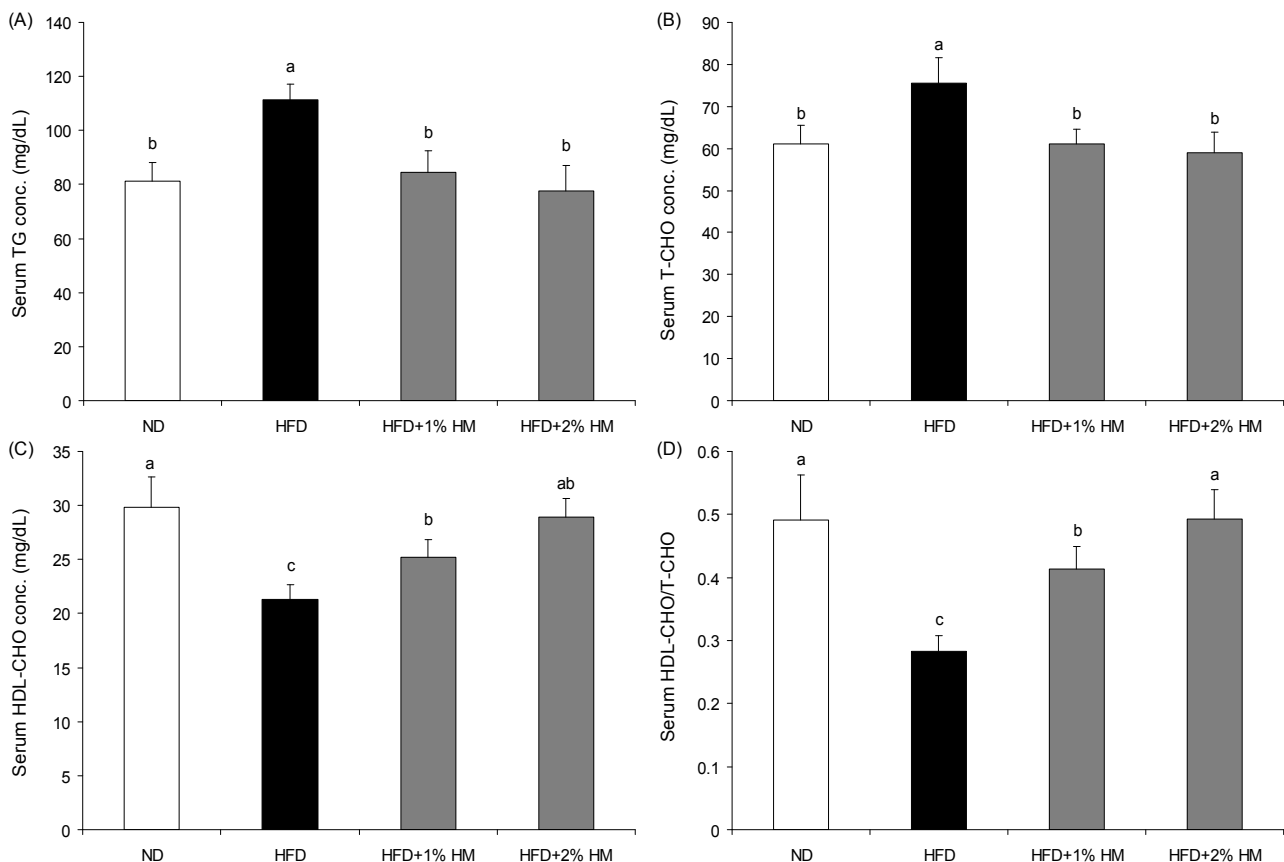 (A)
Serum TG conc. (mg/dL)
140
120
100
80
60
40
20
0
b
a
b
b
ND
HFD
HFD+1% HM
HFD+2% HM
(B)
Serum T-CHO conc. (mg/dL)
90
80
70
60
50
40
30
20
10
0
b
a
b
b
ND
HFD
HFD+1% HM
HFD+2% HM
(C)
Serum HDL-CHO conc. (mg/dL)
35
30
25
20
15
10
5
0
a
c
b
ab
ND
HFD
HFD+1% HM
HFD+2% HM
(D)
Serum HDL-CHO/T-CHO
0.6
0.5
0.4
0.3
0.2
0.1
0
a
c
b
a
ND
HFD
HFD+1% HM
HFD+2% HM